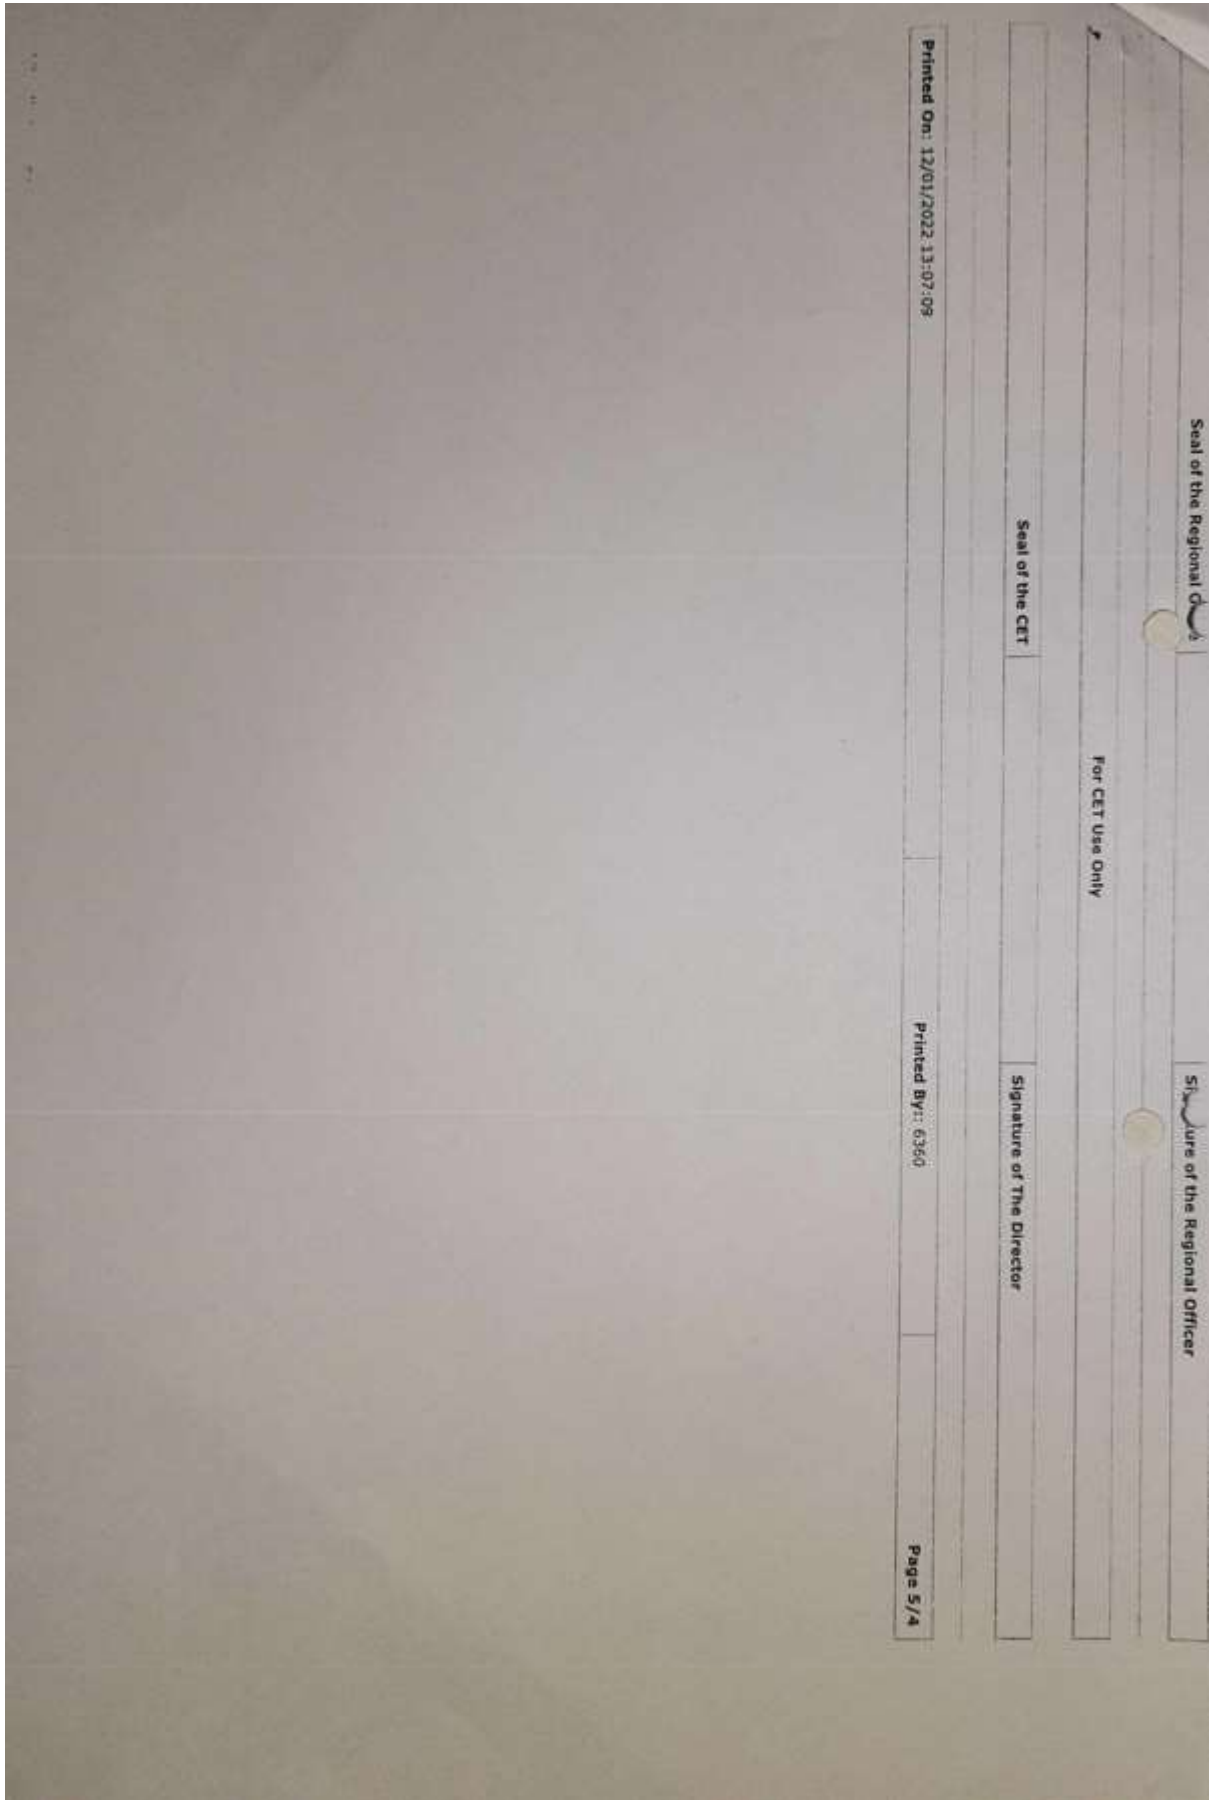 Seal of the Regional Signature of the Regional Officer
For CET Use Only
Seal of the CET Signature of The Director
Printed On: 12/01/2022 13:07:09 Printed By:: 6360 Page 5/4